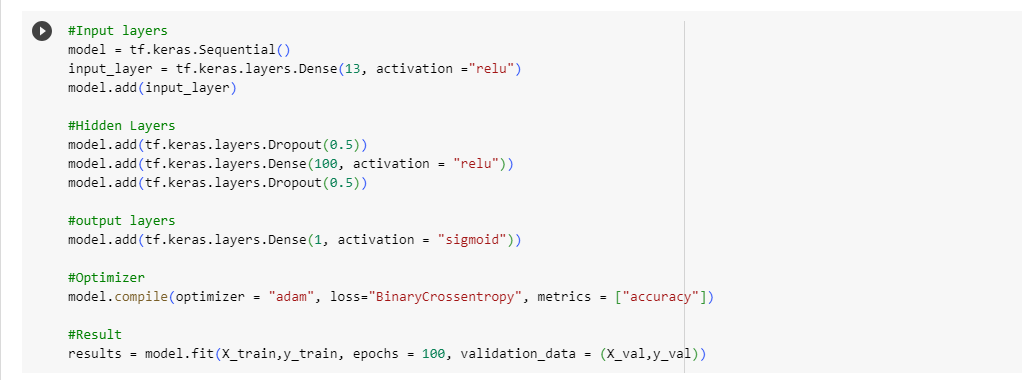 #Input layers
model = tf.keras.Sequential()
input_layer = tf.keras.layers.Dense(13, activation ="relu")
model.add(input_layer)
#Hidden Layers
model.add(tf.keras.layers.Dropout(0.5))
model.add(tf.keras.layers.Dense(100, activation = "relu"))
model.add(tf.keras.layers.Dropout(0.5))
#output layers
model.add(tf.keras.layers.Dense(1, activation = "sigmoid"))
#Optimizer
model.compile(optimizer = "adam", loss="BinaryCrossentropy", metrics = ["accuracy"])
#Result
results = model.fit(X_train,y_train, epochs = 100, validation_data = (X_val,y_val))